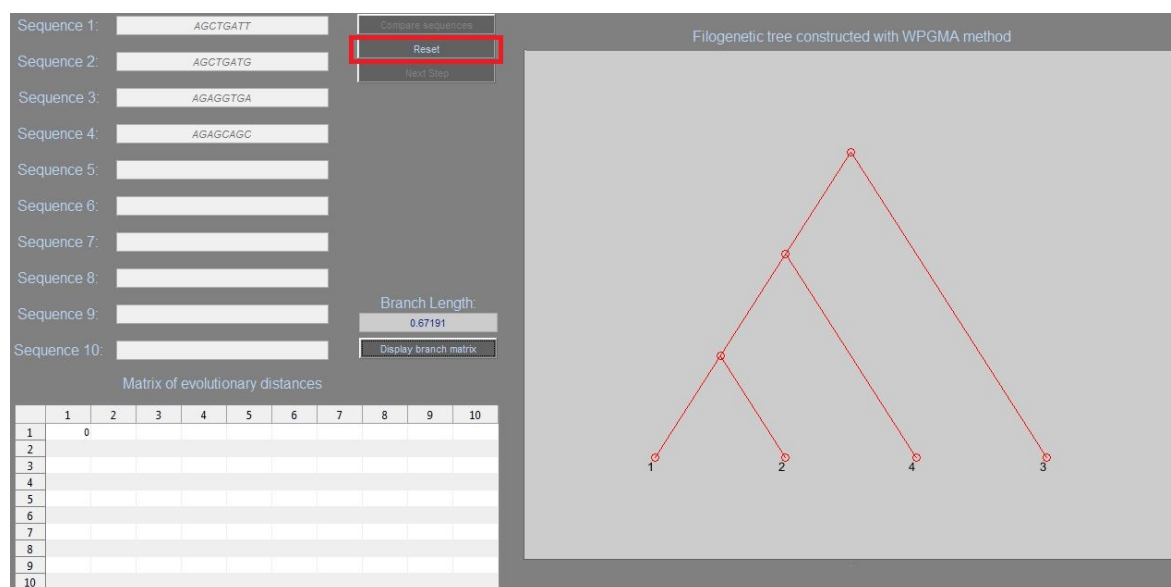 Sequence 1: AGCTGATT
Sequence 2: AGCTGATG
Sequence 3: AGAGGTGA
Sequence 4: AGAGCAGC
Sequence 5:
Sequence 6:
Sequence 7:
Sequence 8:
Sequence 9:
Sequence 10:
Compare sequences
Reset
Next Step
Branch Length:
0.67191
Display branch matrix
Matrix of evolutionary distances
1 2 3 4 5 6 7 8 9 10
1 0
2
3
4
5
6
7
8
9
10
Filogenetic tree constructed with WPGMA method
1 2 4 3